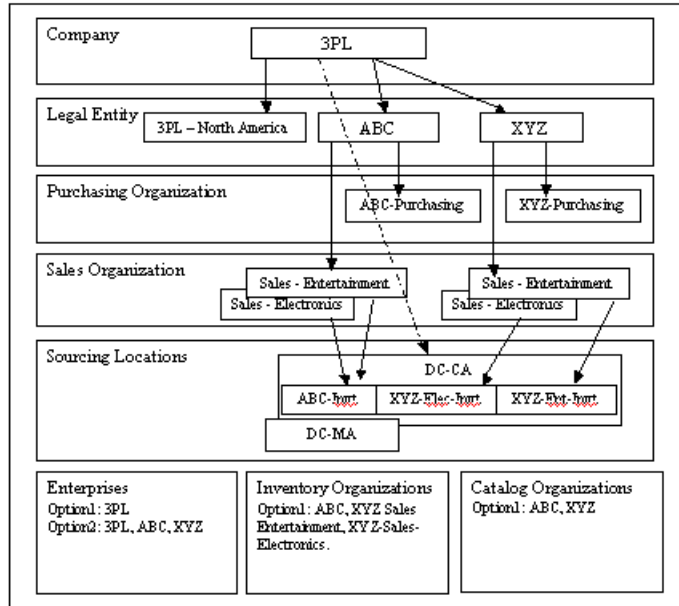 Company
3PL
Legal Entity
3PL – North America
ABC
XYZ
Purchasing Organization
ABC-Purchasing
XYZ-Purchasing
Sales Organization
Sales - Entertainment
Sales - Electronics
Sales - Entertainment
Sales - Electronics
Sourcing Locations
DC-CA
ABC-Invt
XYZ-Elec-Invt
XYZ-Ent-Invt
DC-MA
Enterprises
Option1: 3PL
Option2: 3PL, ABC, XYZ
Inventory Organizations
Option1: ABC, XYZ Sales
Entertainment, XYZ-Sales-
Electronics.
Catalog Organizations
Option1: ABC, XYZ